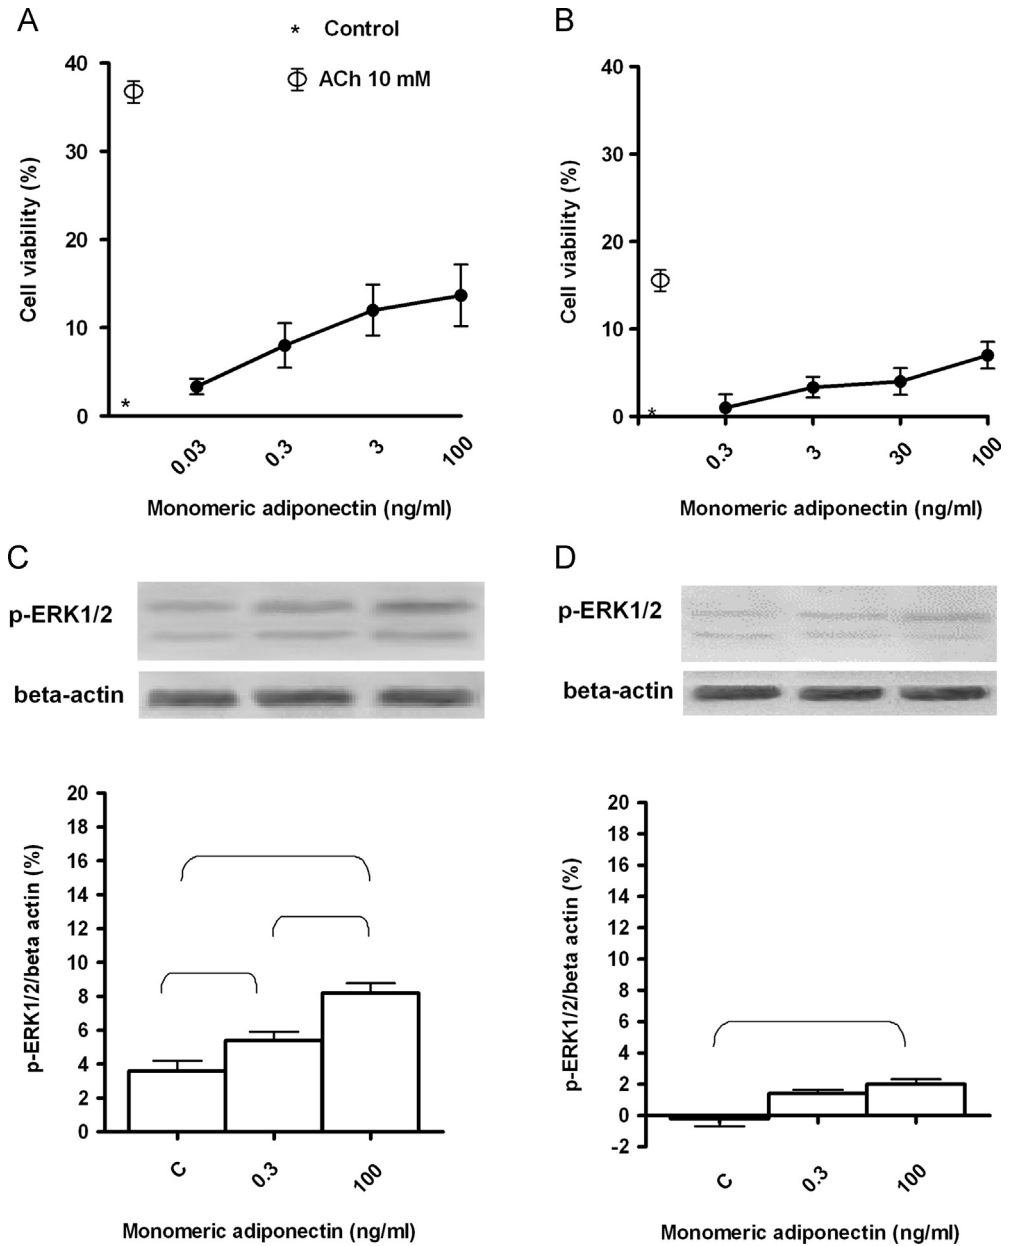 A
* Control
ACh 10 mM
Cell viability (%)
40
30
20
10
0
*
0.03
0.3
3
100
Monomeric adiponectin (ng/ml)
B
Cell viability (%)
40
30
20
10
0
*
0.3
3
30
100
Monomeric adiponectin (ng/ml)
C
p-ERK1/2
beta-actin
p-ERK1/2/beta actin (%)
20
18
16
14
12
10
8
6
4
2
0
C
0.3
100
Monomeric adiponectin (ng/ml)
D
p-ERK1/2
beta-actin
p-ERK1/2/beta actin (%)
20
18
16
14
12
10
8
6
4
2
0
-2
C
0.3
100
Monomeric adiponectin (ng/ml)